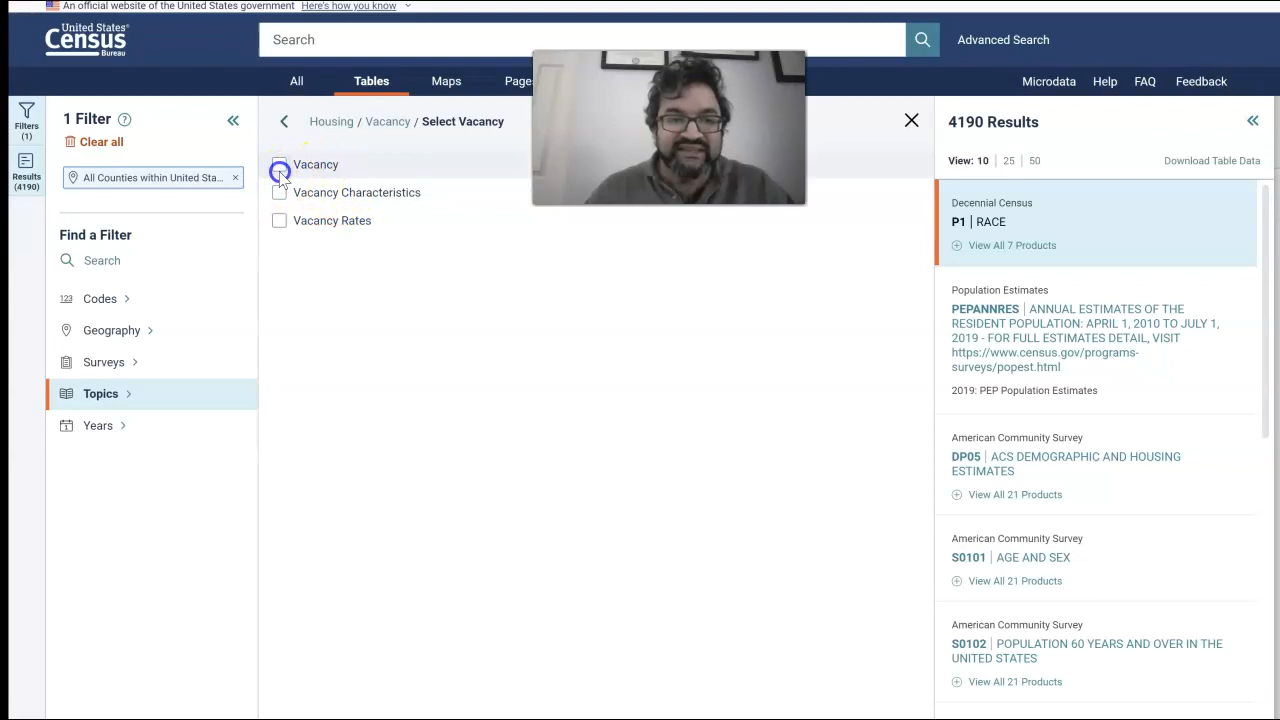 An official website of the United States government Here's how you know
United States®
Census
Bureau
Search
Advanced Search
All
Tables
Maps
Page
Microdata
Help
FAQ
Feedback
Filters
(1)
Results
(4190)
1 Filter
Clear all
All Counties within United Sta...
Find a Filter
Search
123 Codes
Geography
Surveys
Topics
Years
Housing / Vacancy / Select Vacancy
Vacancy
Vacancy Characteristics
Vacancy Rates
4190 Results
View: 10 | 25 | 50
Download Table Data
Decennial Census
P1 | RACE
View All 7 Products
Population Estimates
PEPANNRES | ANNUAL ESTIMATES OF THE
RESIDENT POPULATION: APRIL 1, 2010 TO JULY 1,
2019 - FOR FULL ESTIMATES DETAIL, VISIT
https://www.census.gov/programs-
surveys/popest.html
2019: PEP Population Estimates
American Community Survey
DP05 | ACS DEMOGRAPHIC AND HOUSING
ESTIMATES
View All 21 Products
American Community Survey
S0101 | AGE AND SEX
View All 21 Products
American Community Survey
S0102 | POPULATION 60 YEARS AND OVER IN THE
UNITED STATES
View All 21 Products